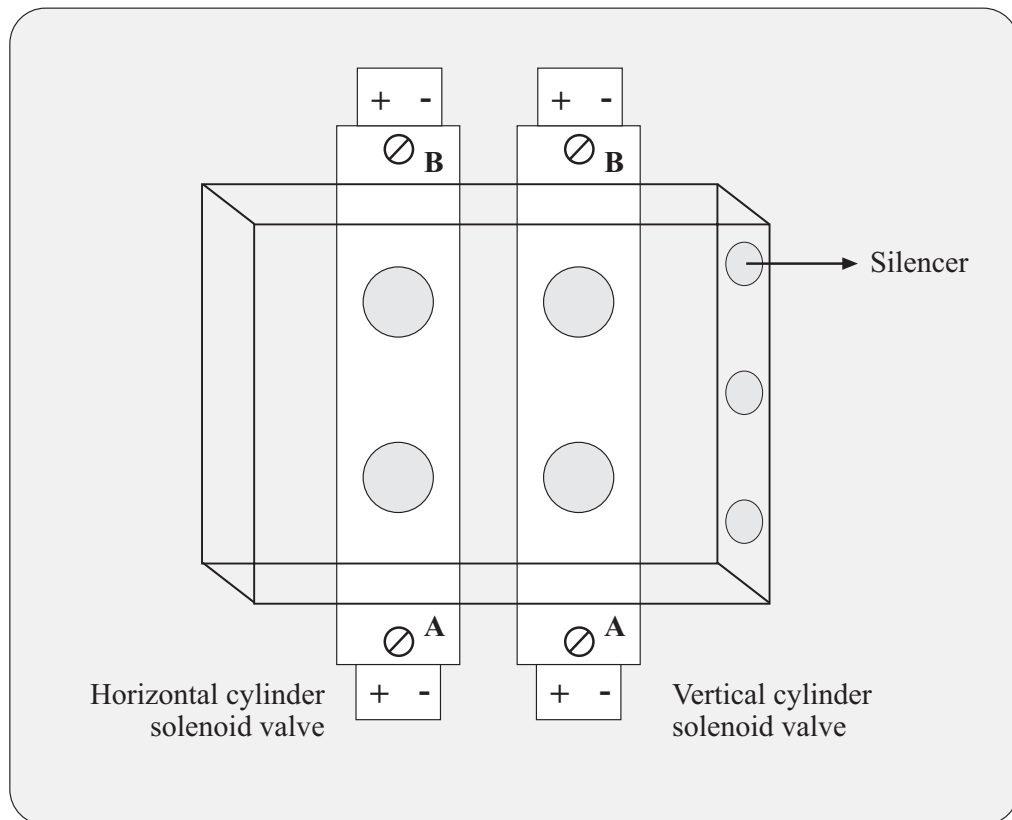 + - + -
B B
Silencer
A A
+ - + -
Horizontal cylinder
solenoid valve
Vertical cylinder
solenoid valve